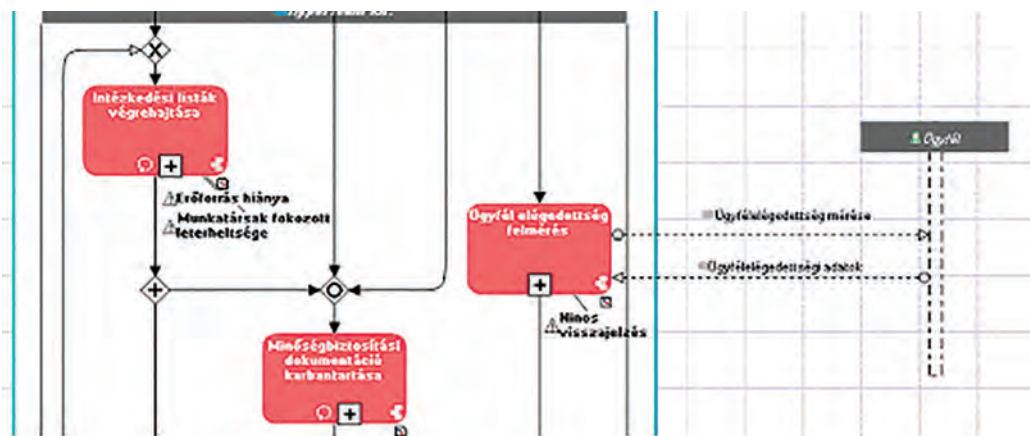 Intézkedési listák
végrehajtása
Erőforrás hiánya
Munkatársak fokozott
leterheltsége
Ügyfél
Ügyfél elégedettség
felmérés
Ügyfélelégedettség mérése
Ügyfélelégedettségi adatok
Nincs
visszajelzés
Minőségbiztosítási
dokumentáció
karbantartása